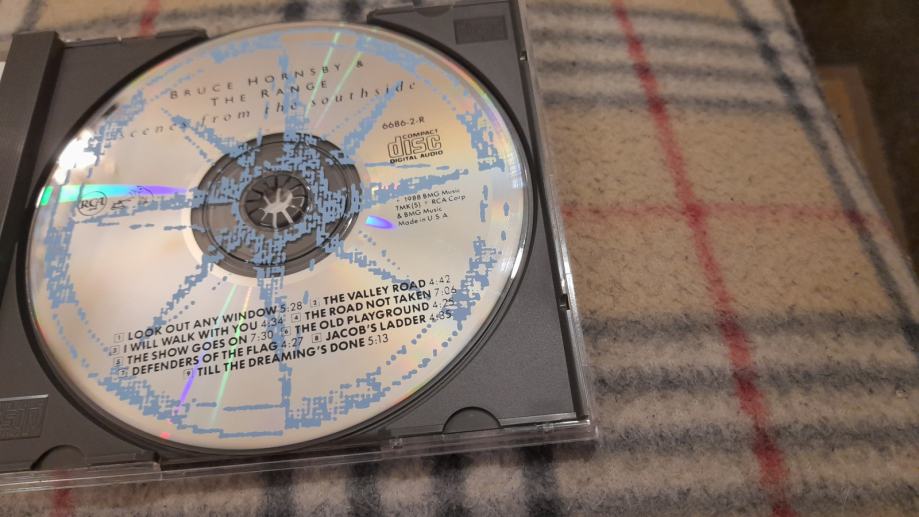 BRUCE HORNSBY &
THE RANGE
scenes from the southside
6686-2-R
COMPACT
disc
DIGITAL AUDIO
RCA
1988 BMG Music
TMK(S) ® RCA Corp
& BMG Music
Made in U.S.A
1 LOOK OUT ANY WINDOW 5:28 2 THE VALLEY ROAD 4:42
3 I WILL WALK WITH YOU 4:34 4 THE ROAD NOT TAKEN 7:06
5 THE SHOW GOES ON 7:30 6 THE OLD PLAYGROUND 4:25
7 DEFENDERS OF THE FLAG 4:27 8 JACOB'S LADDER 4:35
9 TILL THE DREAMING'S DONE 5:13